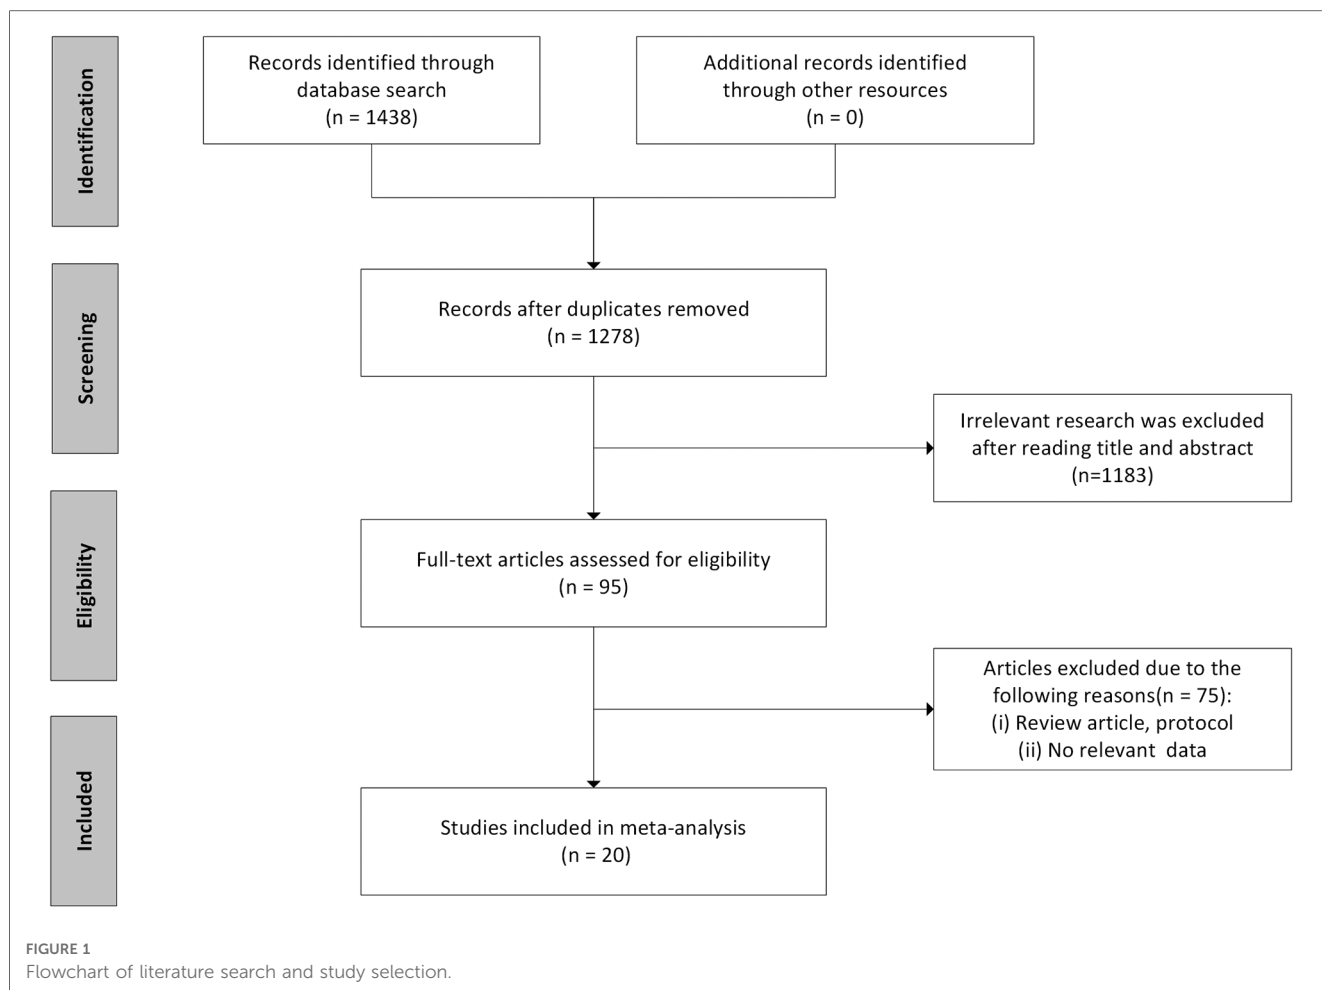 Identification
Records identified through
database search
(n = 1438)
Additional records identified
through other resources
(n = 0)
Screening
Records after duplicates removed
(n = 1278)
Irrelevant research was excluded
after reading title and abstract
(n=1183)
Eligibility
Full-text articles assessed for eligibility
(n = 95)
Articles excluded due to the
following reasons(n = 75):
(i) Review article, protocol
(ii) No relevant  data
Included
Studies included in meta-analysis
(n = 20)
FIGURE 1
Flowchart of literature search and study selection.